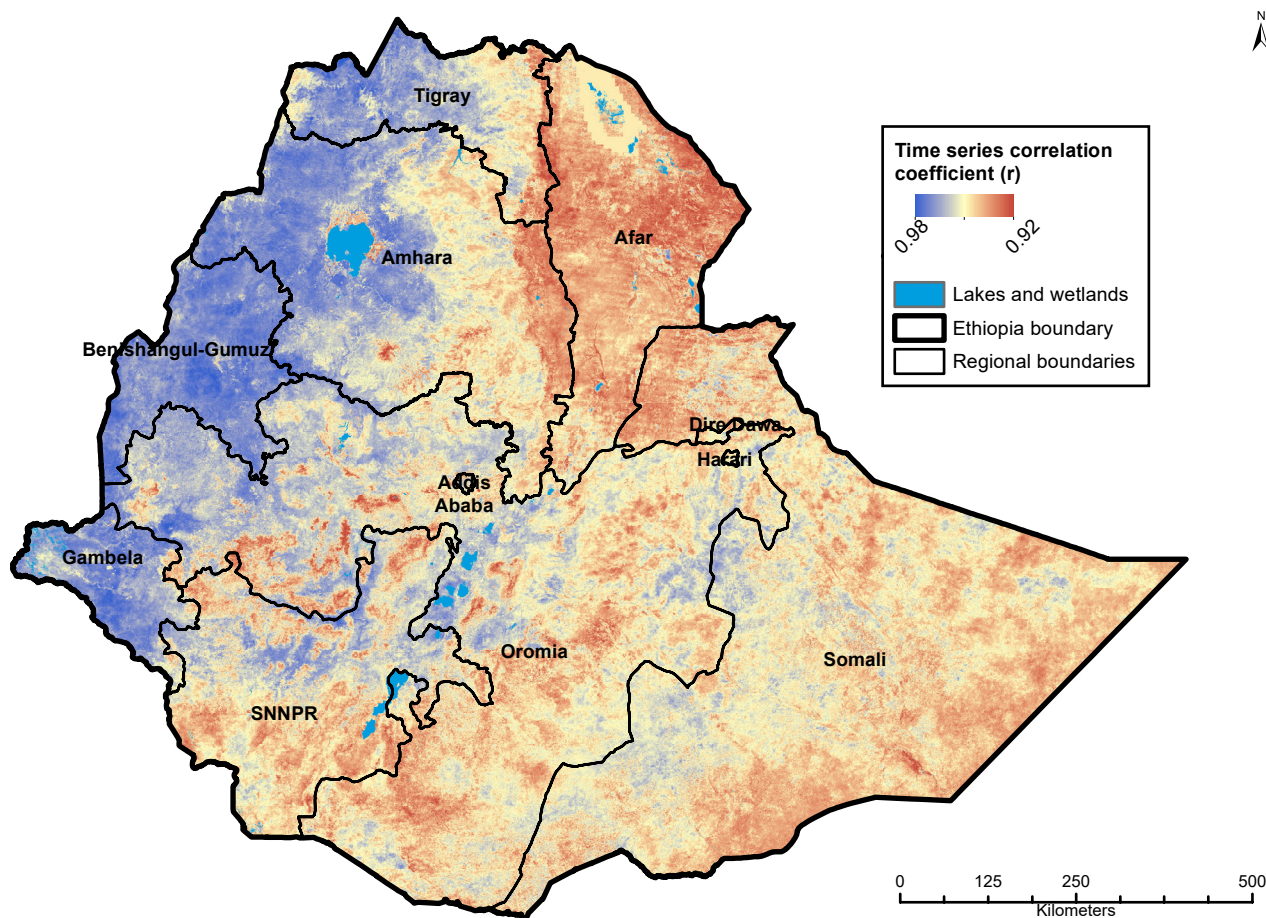 N
Tigray
Time series correlation
coefficient (r)
0.98
0.92
Afar
Amhara
Lakes and wetlands
Ethiopia boundary
Benishangul-Gumuz
Regional boundaries
Dire Dawa
Harari
Addis
Ababa
Gambela
Oromia
Somali
SNNPR
0 125 250 500
Kilometers